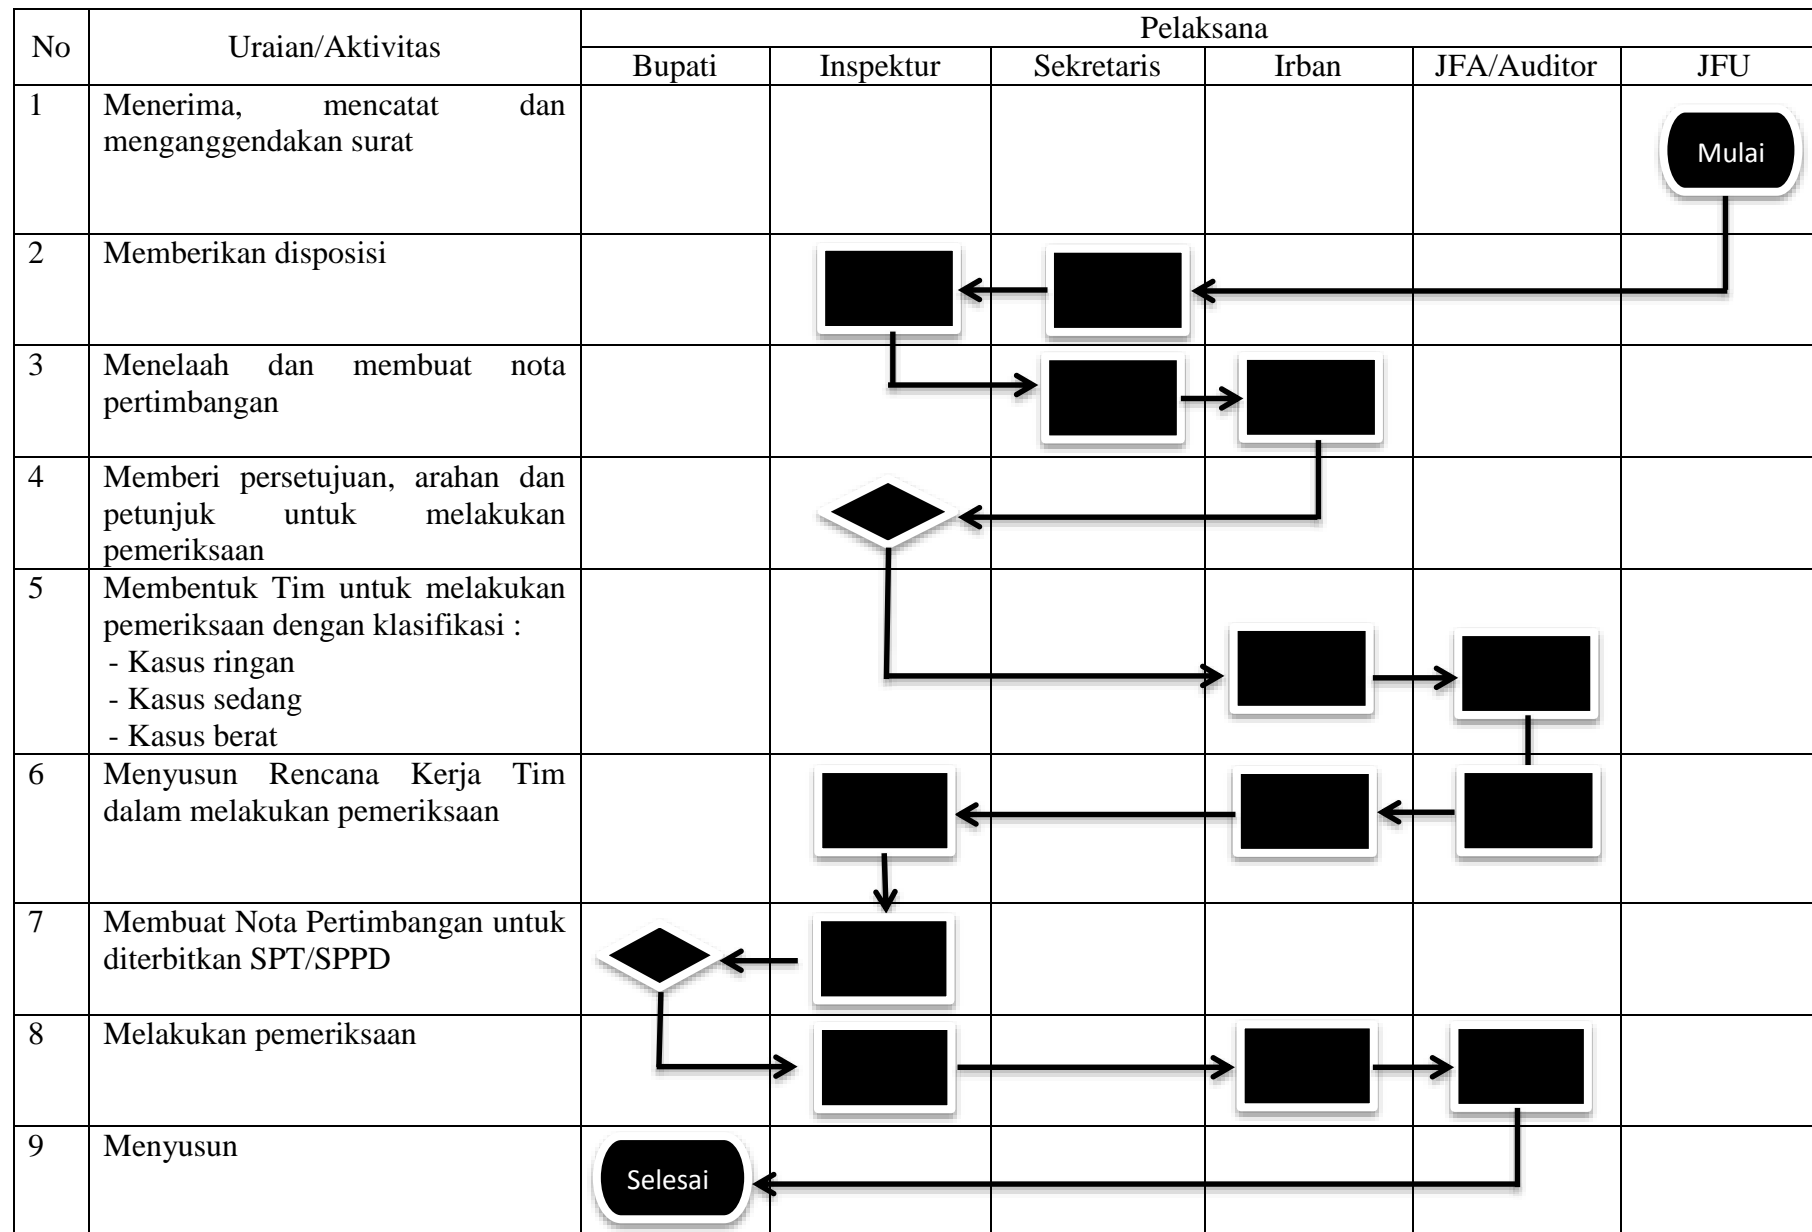 No Uraian/Aktivitas Pelaksana
Bupati Inspektur Sekretaris Irban JFA/Auditor JFU
1 Menerima, mencatat dan
menganggendakan surat
Mulai
2 Memberikan disposisi
3 Menelaah dan membuat nota
pertimbangan
4 Memberi persetujuan, arahan dan
petunjuk untuk melakukan
pemeriksaan
5 Membentuk Tim untuk melakukan
pemeriksaan dengan klasifikasi :
- Kasus ringan
- Kasus sedang
- Kasus berat
6 Menyusun Rencana Kerja Tim
dalam melakukan pemeriksaan
7 Membuat Nota Pertimbangan untuk
diterbitkan SPT/SPPD
8 Melakukan pemeriksaan
9 Menyusun
Selesai